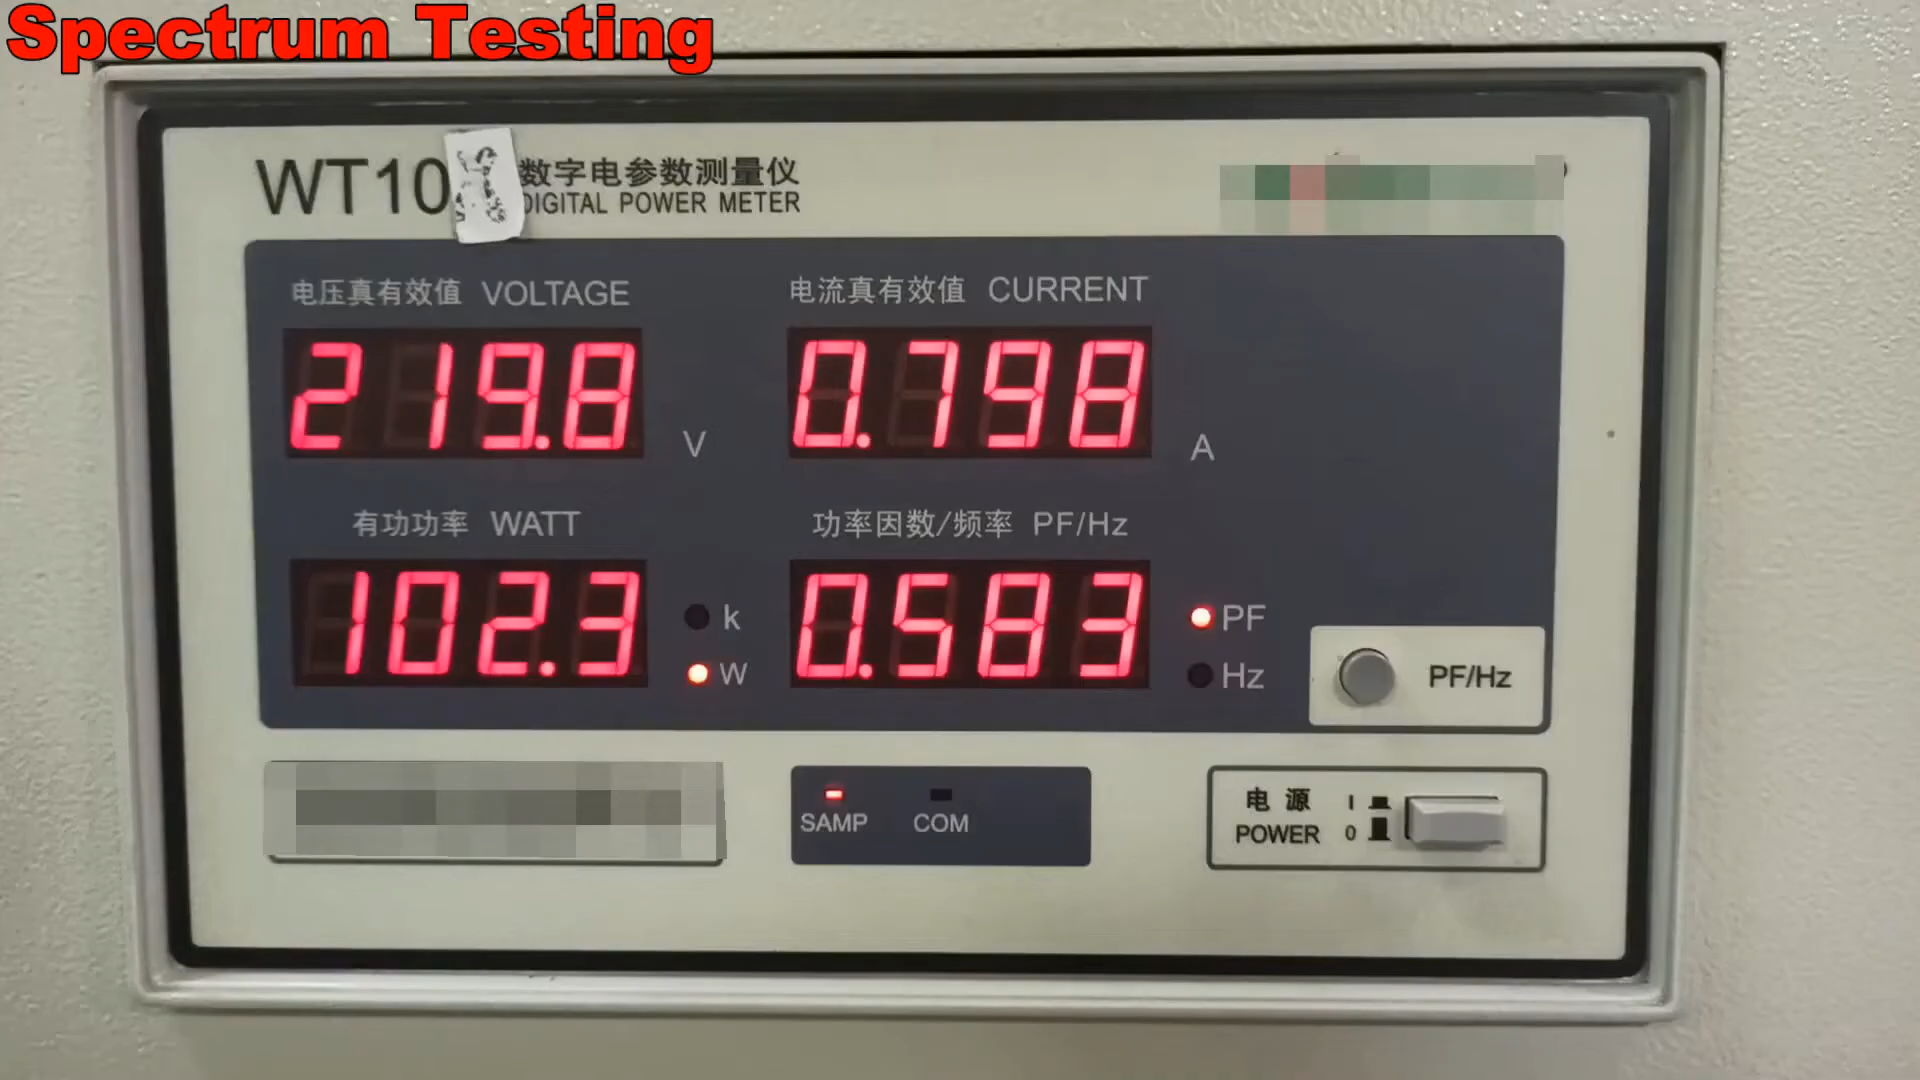 Spectrum Testing
WT10
数字电参数测量仪
DIGITAL POWER METER
电压真有效值 VOLTAGE
电流真有效值 CURRENT
219.8 V
0.798 A
有功功率 WATT
功率因数/频率 PF/Hz
102.3
k
W
0.583
PF
Hz
PF/Hz
SAMP
COM
电 源
POWER
I
0